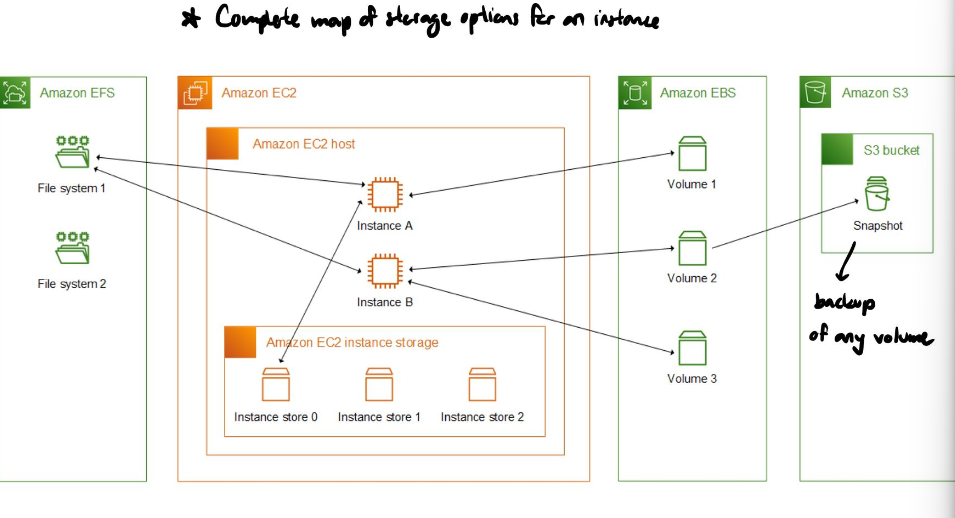 * Complete map of storage options for an instance
Amazon EFS
File system 1
File system 2
Amazon EC2
Amazon EC2 host
Instance A
Instance B
Amazon EC2 instance storage
Instance store 0
Instance store 1
Instance store 2
Amazon EBS
Volume 1
Volume 2
Volume 3
Amazon S3
S3 bucket
Snapshot
backup
of any volume